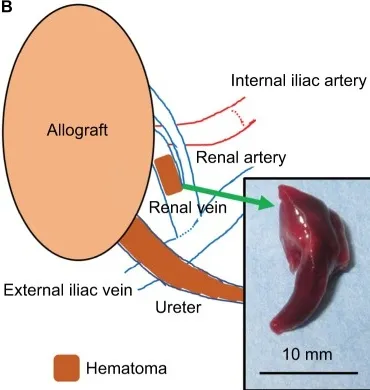 B
Internal iliac artery
Allograft
Renal artery
Renal vein
External iliac vein
Ureter
10 mm
Hematoma